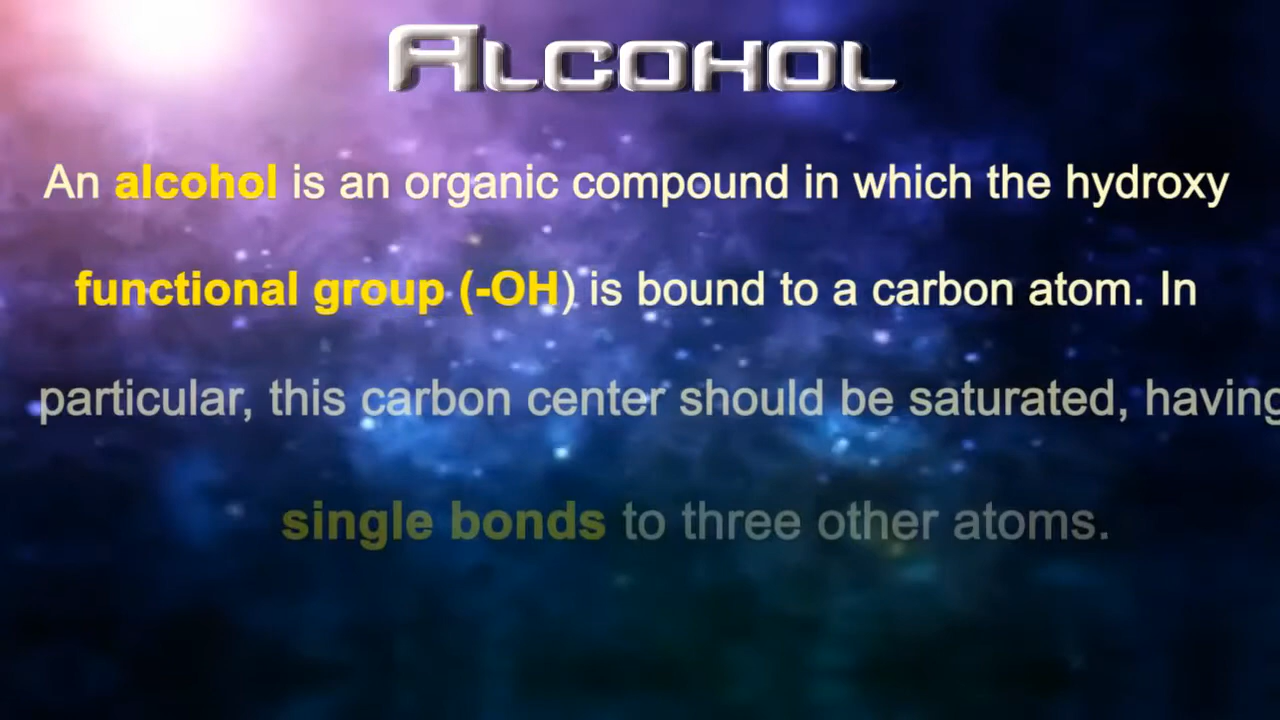 Alcohol
An alcohol is an organic compound in which the hydroxy
functional group (-OH) is bound to a carbon atom. In
particular, this carbon center should be saturated, having
single bonds to three other atoms.